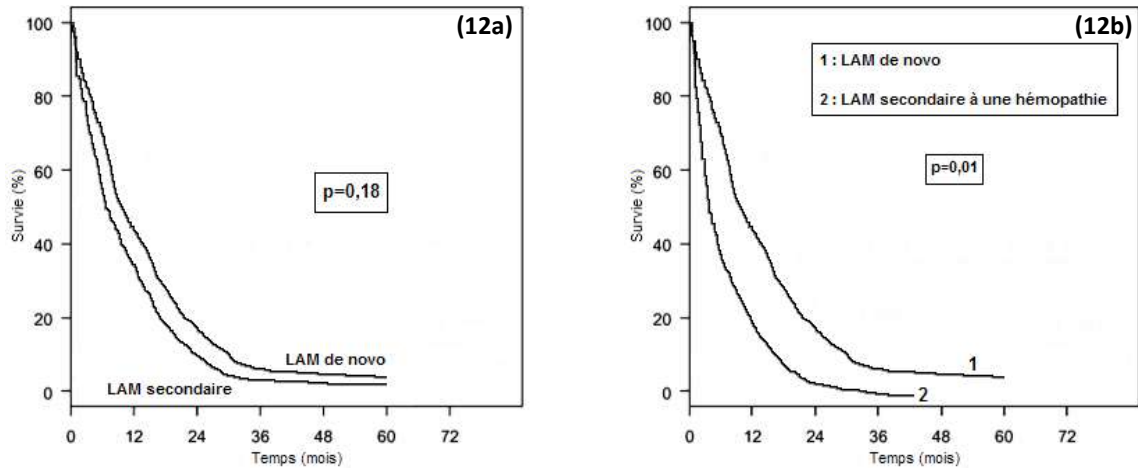 (12a)
100
80
60
40
20
0
Survie (%)
p=0,18
LAM de novo
LAM secondaire
0 12 24 36 48 60 72
Temps (mois)
(12b)
100
80
60
40
20
0
Survie (%)
1 : LAM de novo
2 : LAM secondaire à une hémopathie
p=0,01
1
2
0 12 24 36 48 60 72
Temps (mois)